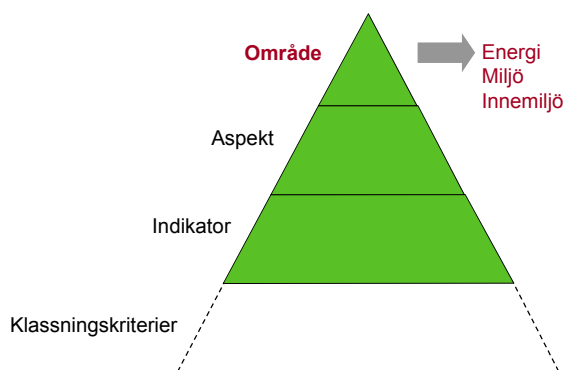 Område
Energi
Miljö
Innemiljö
Aspekt
Indikator
Klassningskriterier